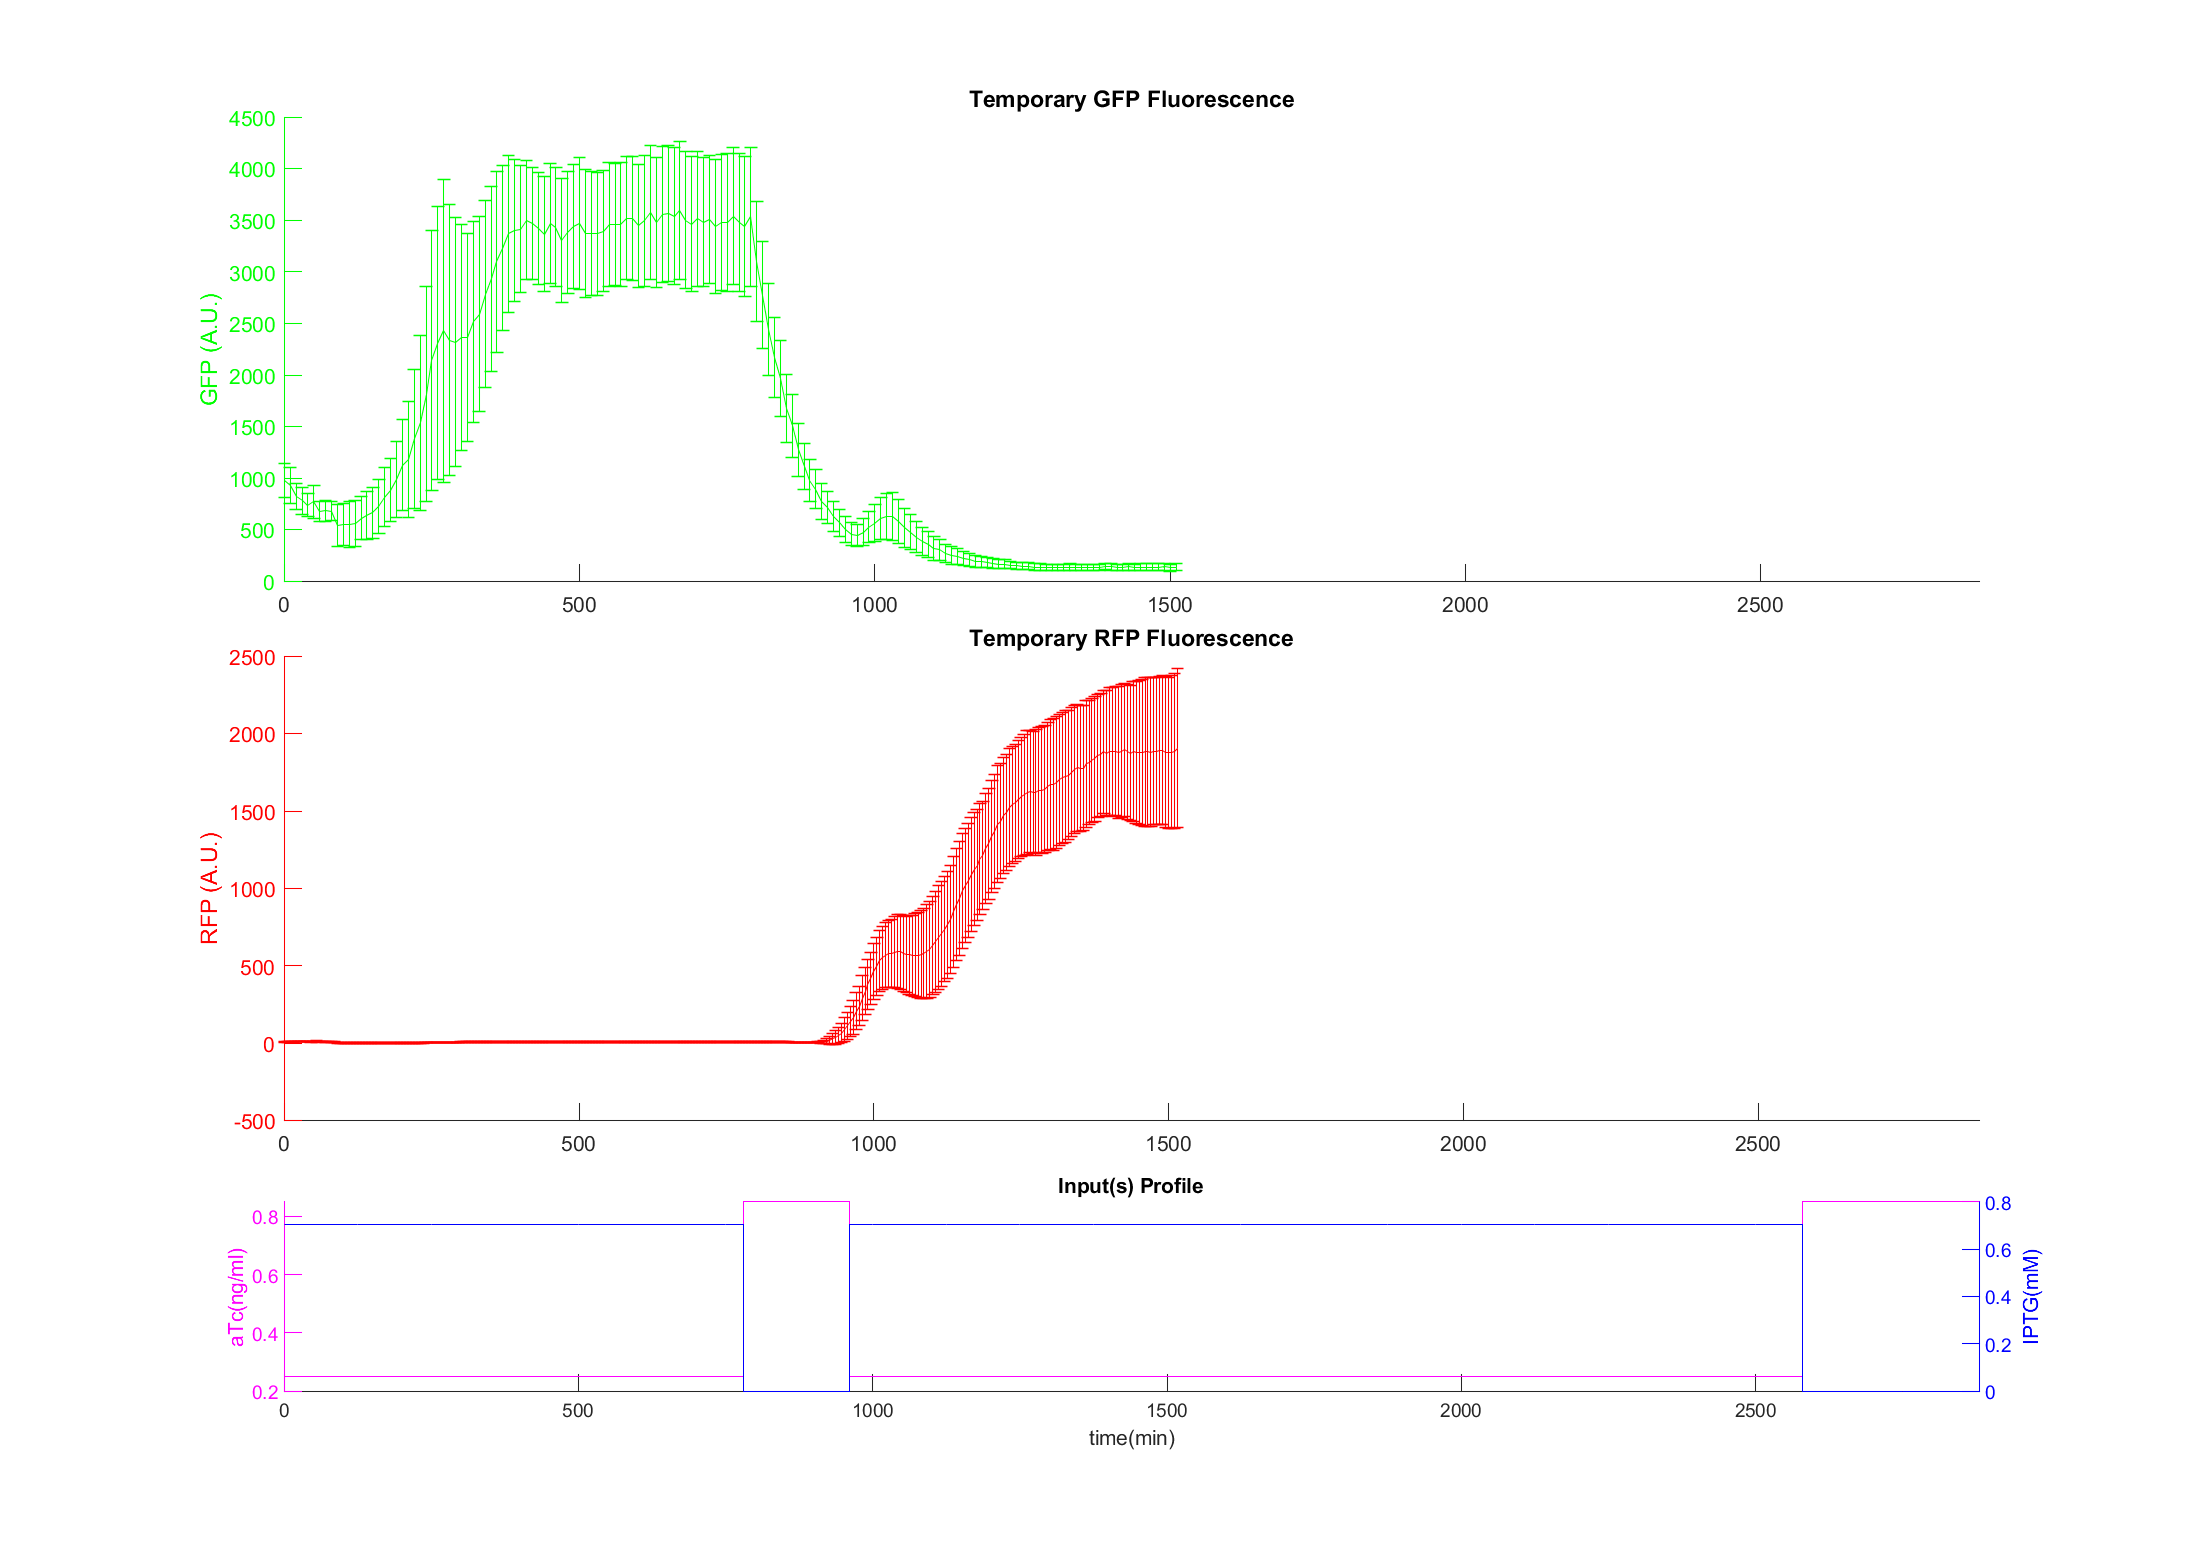 Temporary GFP Fluorescence
4500
4000
3500
3000
2500
2000
1500
1000
500
0
GFP (A.U.)
0 500 1000 1500 2000 2500
Temporary RFP Fluorescence
2500
2000
1500
1000
500
0
-500
RFP (A.U.)
0 500 1000 1500 2000 2500
Input(s) Profile
0.8
0.6
0.4
0.2
aTc(ng/ml)
0.8
0.6
0.4
0.2
0
IPTG(mM)
0 500 1000 1500 2000 2500
time(min)